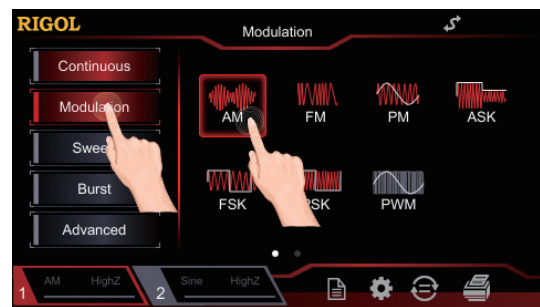 RIGOL
Modulation
Continuous
Modulation
Sweep
Burst
Advanced
AM
FM
PM
ASK
FSK
PSK
PWM
1
AM
HighZ
2
Sine
HighZ